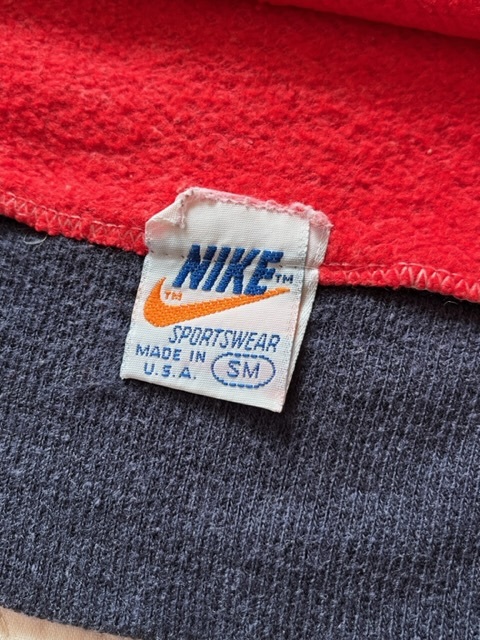 NIKE™
™
SPORTSWEAR
MADE IN
U.S.A.
SM